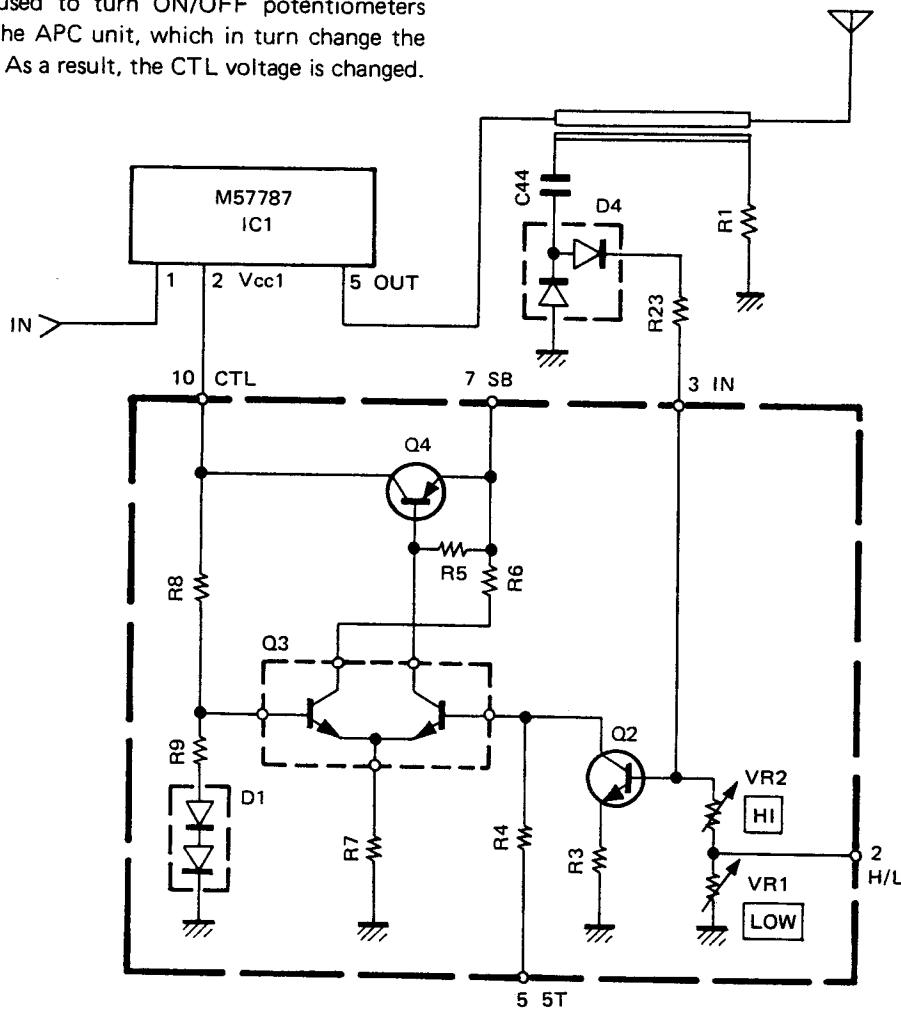 used to turn ON/OFF potentiometers
he APC unit, which in turn change the
As a result, the CTL voltage is changed.
M57787
IC1
C44
D4
R1
1
2 Vcc1
5 OUT
R23
IN
10 CTL
7 SB
3 IN
Q4
R5
R6
R8
Q3
Q2
R9
D1
VR2
HI
R7
R4
R3
2
H/L
VR1
LOW
5 5T